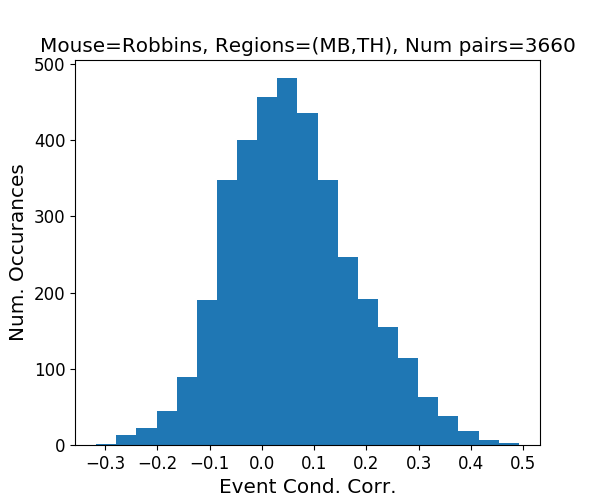 Mouse=Robbins, Regions=(MB,TH), Num pairs=3660
Num. Occurances
500
400
300
200
100
0
−0.3 −0.2 −0.1 0.0 0.1 0.2 0.3 0.4 0.5
Event Cond. Corr.